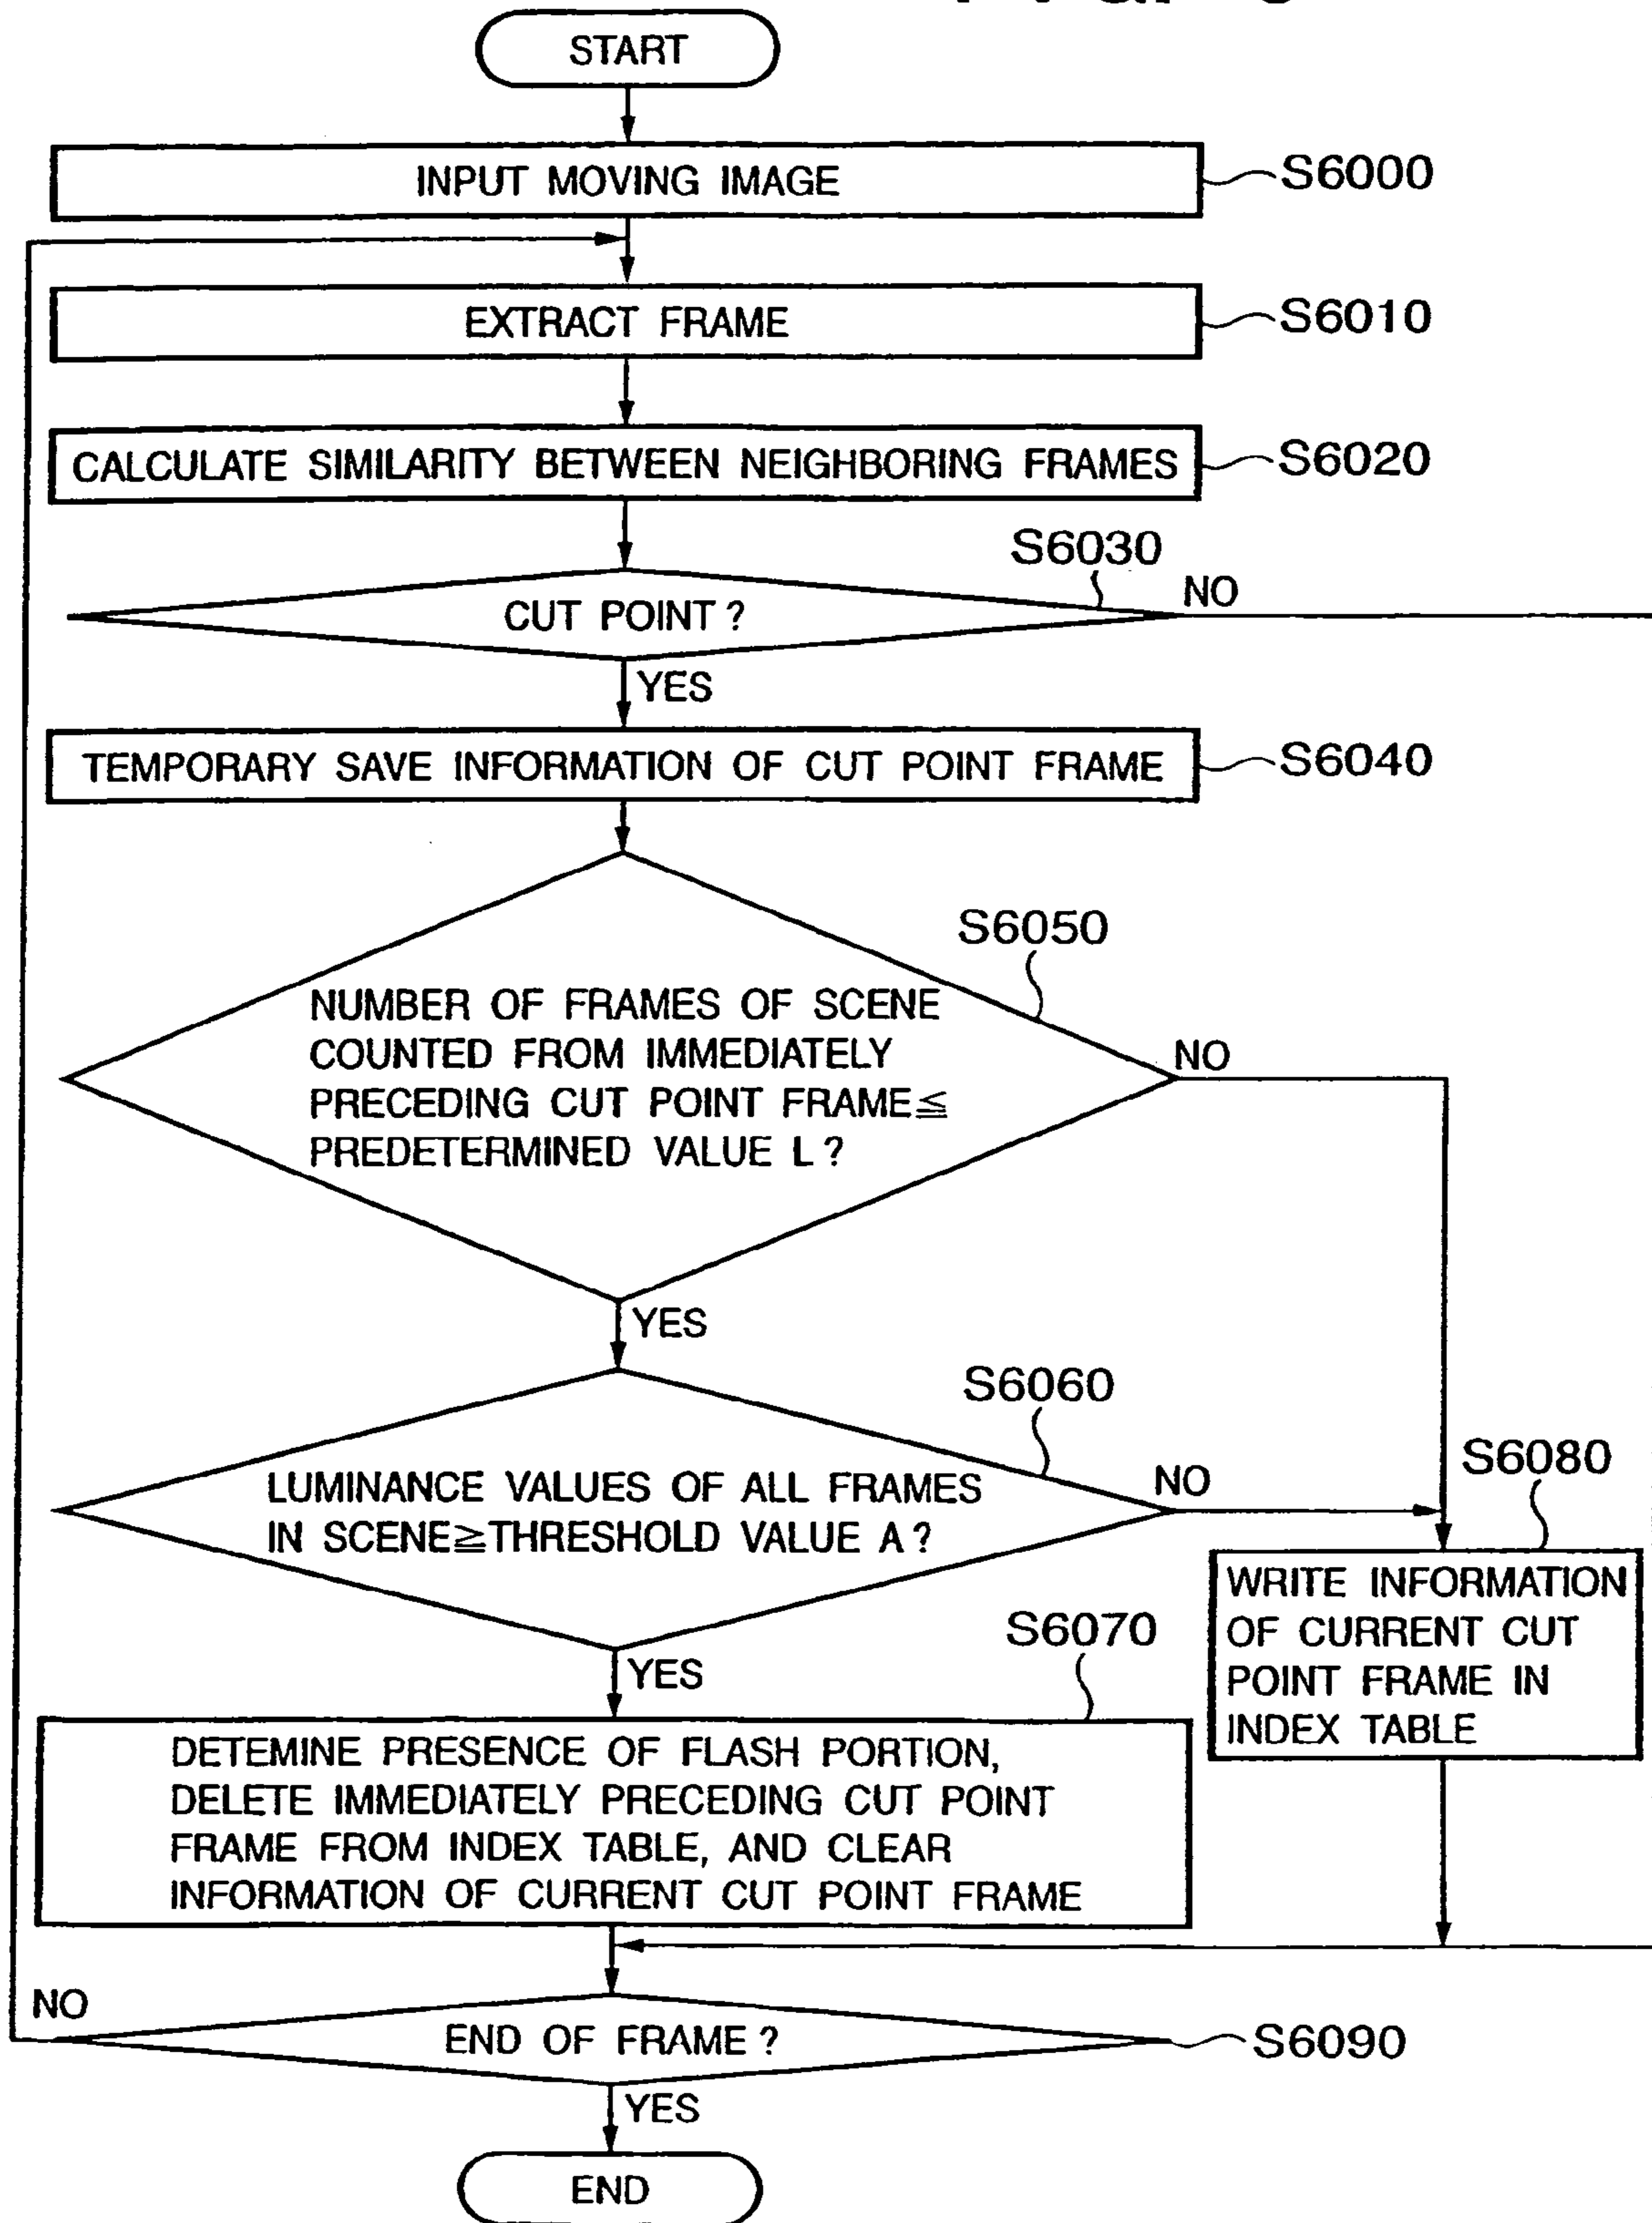 START
INPUT MOVING IMAGE
S6000
EXTRACT FRAME
S6010
CALCULATE SIMILARITY BETWEEN NEIGHBORING FRAMES
S6020
S6030
CUT POINT?
NO
YES
TEMPORARY SAVE INFORMATION OF CUT POINT FRAME
S6040
S6050
NUMBER OF FRAMES OF SCENE
COUNTED FROM IMMEDIATELY
PRECEDING CUT POINT FRAME≦
PREDETERMINED VALUE L?
NO
YES
S6060
LUMINANCE VALUES OF ALL FRAMES
IN SCENE≧THRESHOLD VALUE A?
NO
YES
S6080
WRITE INFORMATION
OF CURRENT CUT
POINT FRAME IN
INDEX TABLE
S6070
DETEMINE PRESENCE OF FLASH PORTION,
DELETE IMMEDIATELY PRECEDING CUT POINT
FRAME FROM INDEX TABLE, AND CLEAR
INFORMATION OF CURRENT CUT POINT FRAME
NO
END OF FRAME?
S6090
YES
END